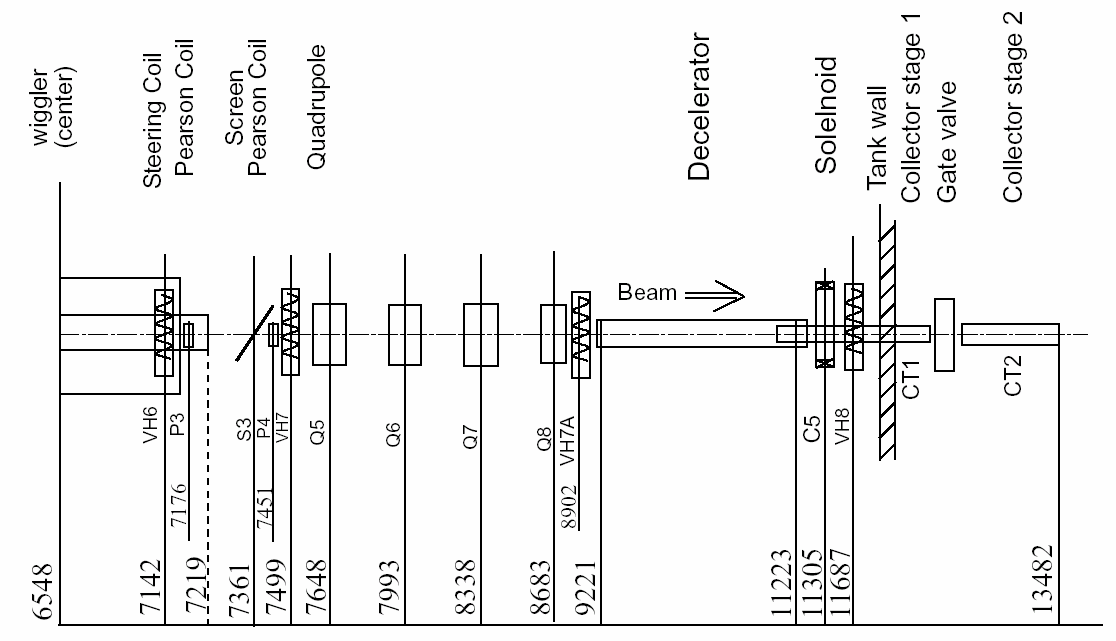 wiggler
(center)
Steering Coil
Pearson Coil
Screen
Pearson Coil
Quadrupole
Decelerator
Solelnoid
Tank wall
Collector stage 1
Gate valve
Collector stage 2
Beam
VH6
P3
S3
P4
VH7
Q5
Q6
Q7
Q8
VH7A
C5
VH8
CT1
CT2
7176
7451
8902
6548
7142
7219
7361
7499
7648
7993
8338
8683
9221
11223
11305
11687
13482